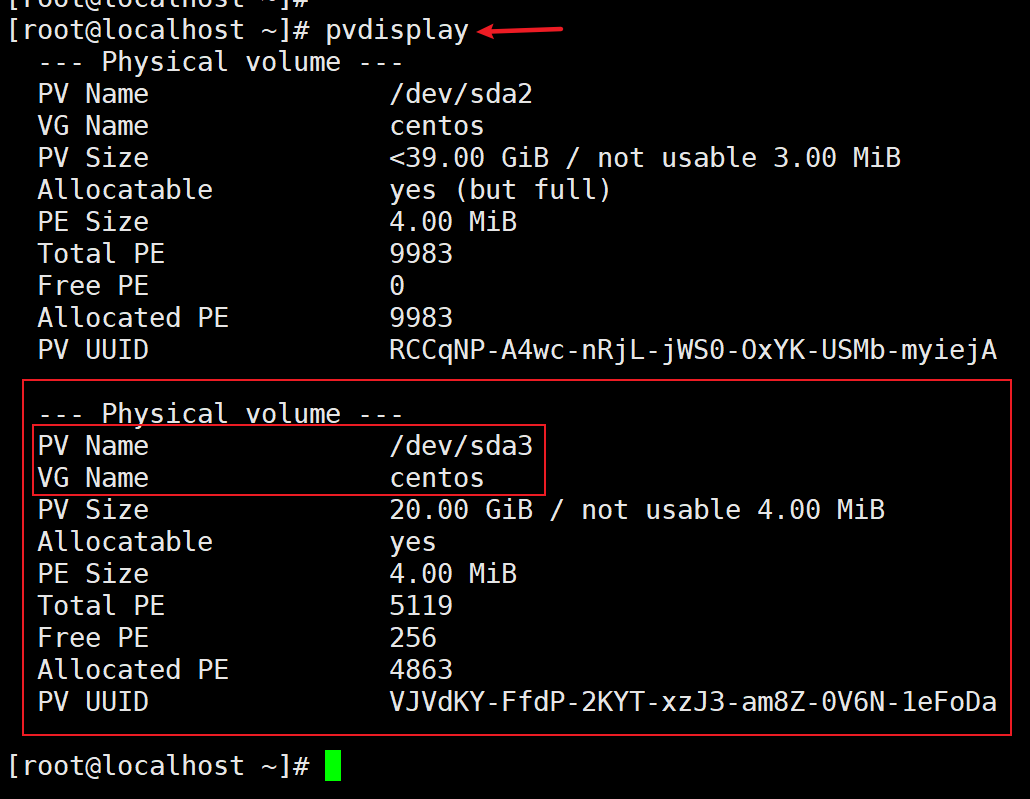 [root@localhost ~]#
[root@localhost ~]# pvdisplay
--- Physical volume ---
PV Name /dev/sda2
VG Name centos
PV Size <39.00 GiB / not usable 3.00 MiB
Allocatable yes (but full)
PE Size 4.00 MiB
Total PE 9983
Free PE 0
Allocated PE 9983
PV UUID RCCqNP-A4wc-nRjL-jWS0-OxYK-USMb-myiejA
--- Physical volume ---
PV Name /dev/sda3
VG Name centos
PV Size 20.00 GiB / not usable 4.00 MiB
Allocatable yes
PE Size 4.00 MiB
Total PE 5119
Free PE 256
Allocated PE 4863
PV UUID VJVdKY-FfdP-2KYT-xzJ3-am8Z-0V6N-1eFoDa
[root@localhost ~]#